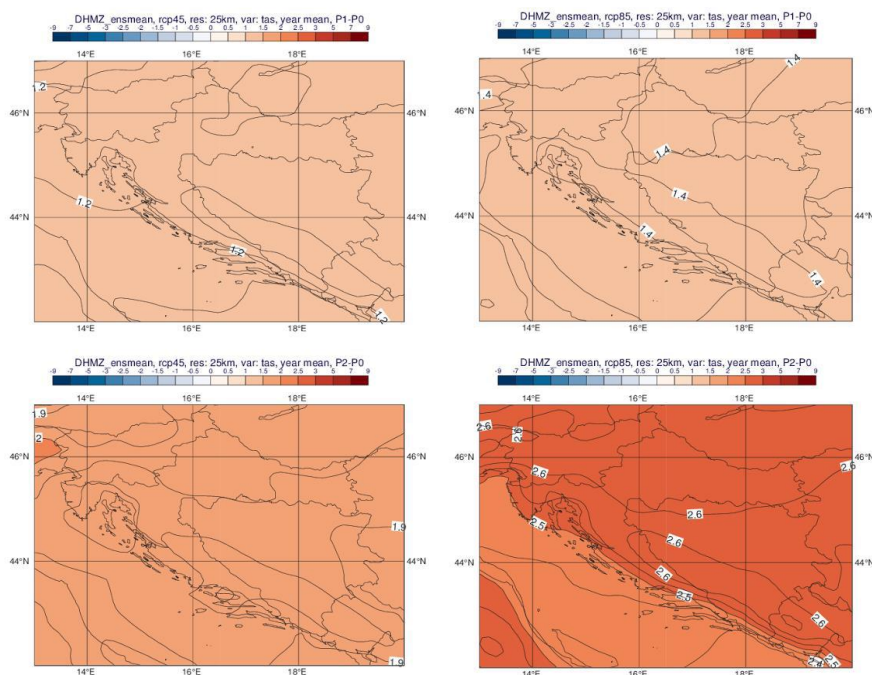 DHMZ_ensmean, rcp45, res: 25km, var: tas, year mean, P1-P0
-9 -7 -5 -3 -2.5 -2 -1.5 -1 -0.5 0 0.5 1 1.5 2 2.5 3 5 7 9
14°E 16°E 18°E
1.2
46°N
1.2
44°N
1.2
1.2
14°E 16°E 18°E
DHMZ_ensmean, rcp85, res: 25km, var: tas, year mean, P1-P0
-9 -7 -5 -3 -2.5 -2 -1.5 -1 -0.5 0 0.5 1 1.5 2 2.5 3 5 7 9
14°E 16°E 18°E
1.4
1.4
46°N
1.4
1.4
44°N
1.4
1.4
14°E 16°E 18°E
DHMZ_ensmean, rcp45, res: 25km, var: tas, year mean, P2-P0
-9 -7 -5 -3 -2.5 -2 -1.5 -1 -0.5 0 0.5 1 1.5 2 2.5 3 5 7 9
14°E 16°E 18°E
1.9
2
46°N
1.9
44°N
1.9
14°E 16°E 18°E
DHMZ_ensmean, rcp85, res: 25km, var: tas, year mean, P2-P0
-9 -7 -5 -3 -2.5 -2 -1.5 -1 -0.5 0 0.5 1 1.5 2 2.5 3 5 7 9
14°E 16°E 18°E
2.6
2.6
46°N
2.6
2.6
2.6
2.5
2.6
44°N
2.6
2.5
2.6
2.4
14°E 16°E 18°E